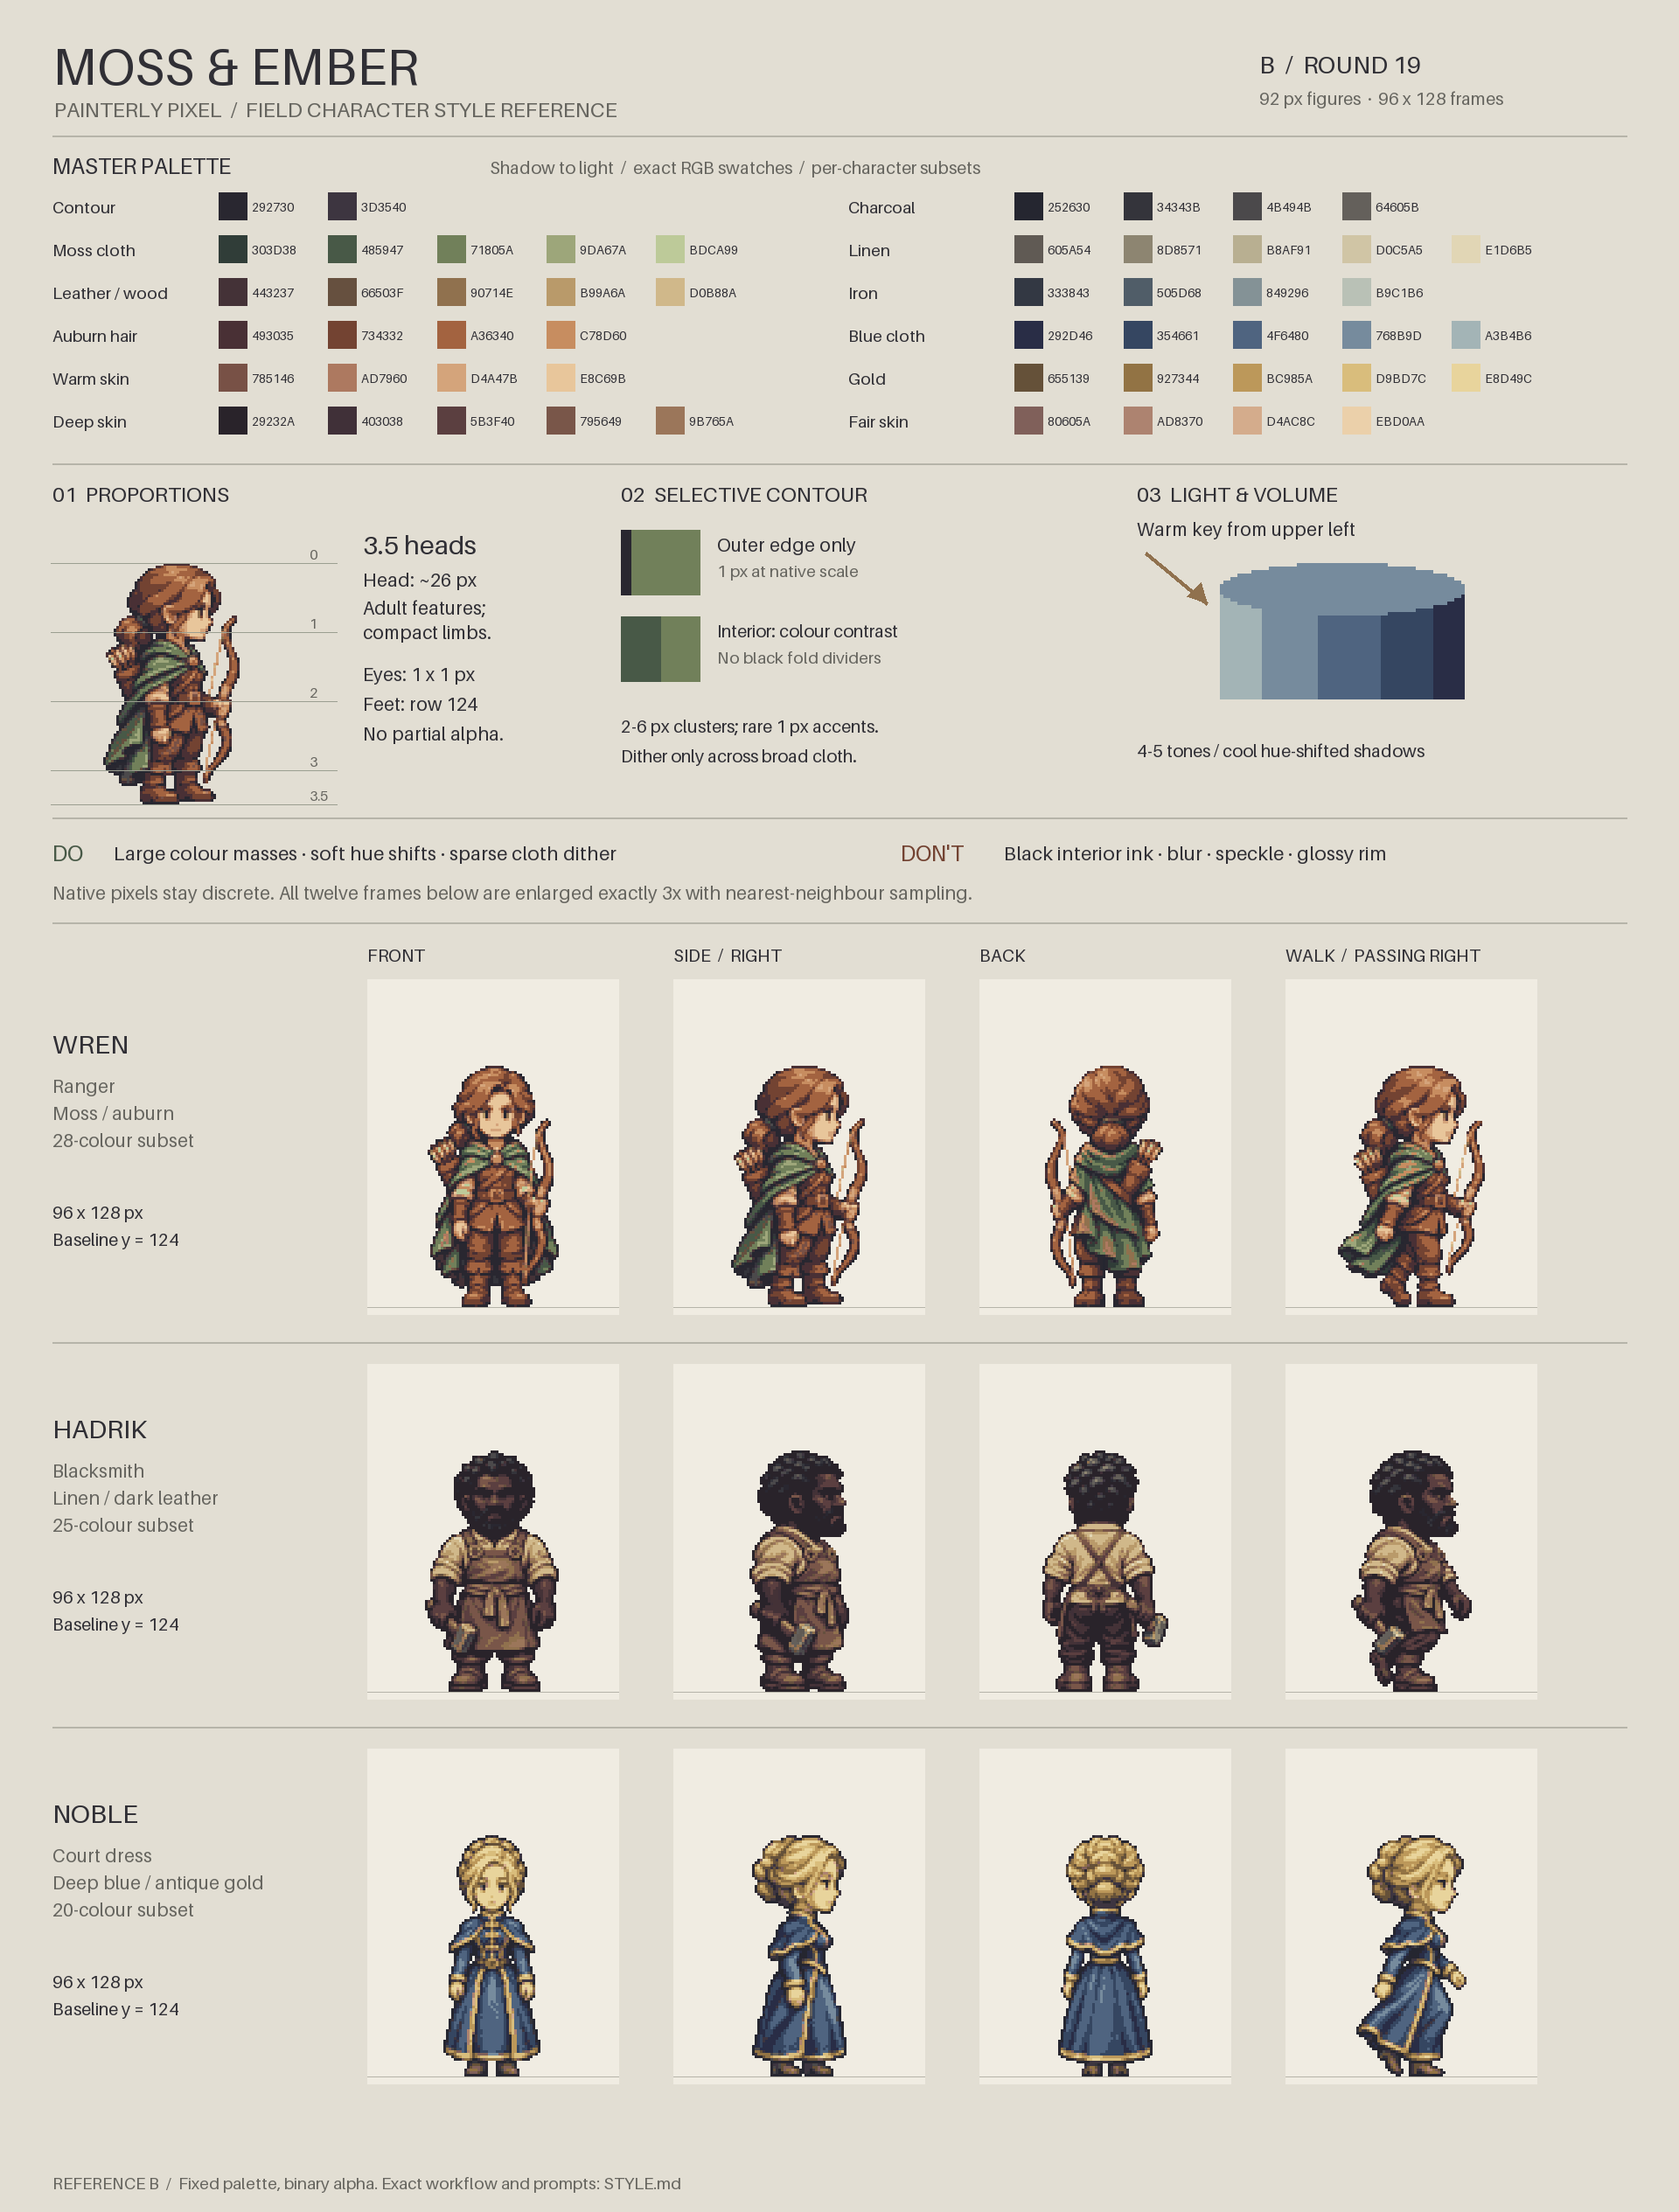 MOSS & EMBER
B / ROUND 19
PAINTERLY PIXEL / FIELD CHARACTER STYLE REFERENCE
92 px figures · 96 x 128 frames
MASTER PALETTE
Shadow to light / exact RGB swatches / per-character subsets
Contour 292730 3D3540
Charcoal 252630 34343B 4B494B 64605B
Moss cloth 303D38 485947 71805A 9DA67A BDCA99
Linen 605A54 8D8571 B8AF91 D0C5A5 E1D6B5
Leather / wood 443237 66503F 90714E B99A6A D0B88A
Iron 333843 505D68 849296 B9C1B6
Auburn hair 493035 734332 A36340 C78D60
Blue cloth 292D46 354661 4F6480 768B9D A3B4B6
Warm skin 785146 AD7960 D4A47B E8C69B
Gold 655139 927344 BC985A D9BD7C E8D49C
Deep skin 29232A 403038 5B3F40 795649 9B765A
Fair skin 80605A AD8370 D4AC8C EBD0AA
01 PROPORTIONS
0
1
2
3
3.5
3.5 heads
Head: ~26 px
Adult features;
compact limbs.
Eyes: 1 x 1 px
Feet: row 124
No partial alpha.
02 SELECTIVE CONTOUR
Outer edge only
1 px at native scale
Interior: colour contrast
No black fold dividers
2-6 px clusters; rare 1 px accents.
Dither only across broad cloth.
03 LIGHT & VOLUME
Warm key from upper left
4-5 tones / cool hue-shifted shadows
DO Large colour masses · soft hue shifts · sparse cloth dither
DON'T Black interior ink · blur · speckle · glossy rim
Native pixels stay discrete. All twelve frames below are enlarged exactly 3x with nearest-neighbour sampling.
FRONT
SIDE / RIGHT
BACK
WALK / PASSING RIGHT
WREN
Ranger
Moss / auburn
28-colour subset
96 x 128 px
Baseline y = 124
HADRIK
Blacksmith
Linen / dark leather
25-colour subset
96 x 128 px
Baseline y = 124
NOBLE
Court dress
Deep blue / antique gold
20-colour subset
96 x 128 px
Baseline y = 124
REFERENCE B / Fixed palette, binary alpha. Exact workflow and prompts: STYLE.md